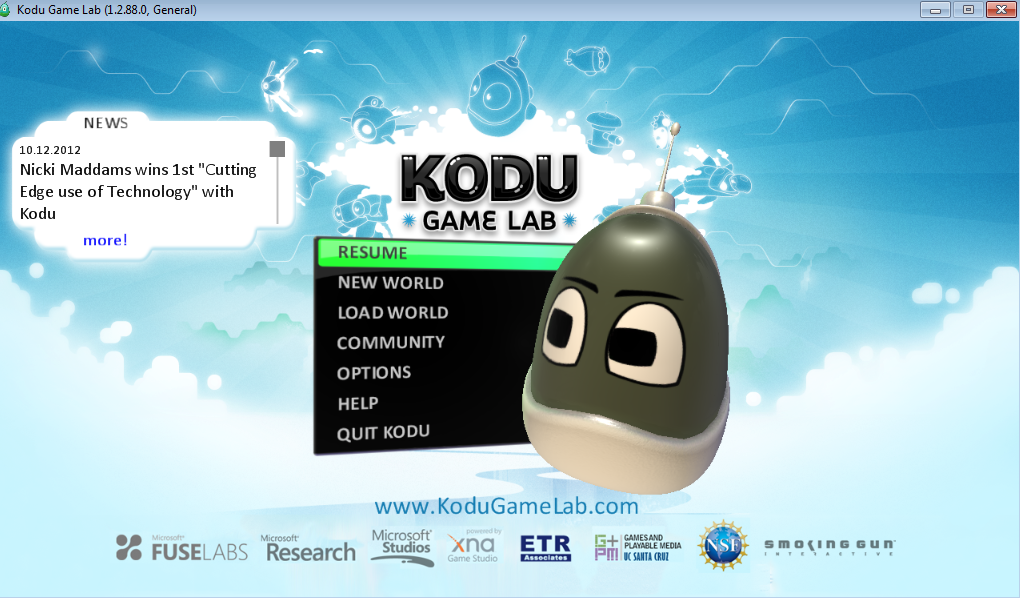 Kodu Game Lab (1.2.88.0, General)
NEWS
10.12.2012
Nicki Maddams wins 1st "Cutting
Edge use of Technology" with
Kodu
more!
KODU
GAME LAB
RESUME
NEW WORLD
LOAD WORLD
COMMUNITY
OPTIONS
HELP
QUIT KODU
www.KoduGameLab.com
Microsoft®
FUSELABS
Microsoft®
Research
Microsoft®
Studios
powered by
xna
Game Studio
ETR
Associates
G+
PM
GAMES AND
PLAYABLE MEDIA
UC SANTA CRUZ
NSF
SMOKING GUN
INTERACTIVE